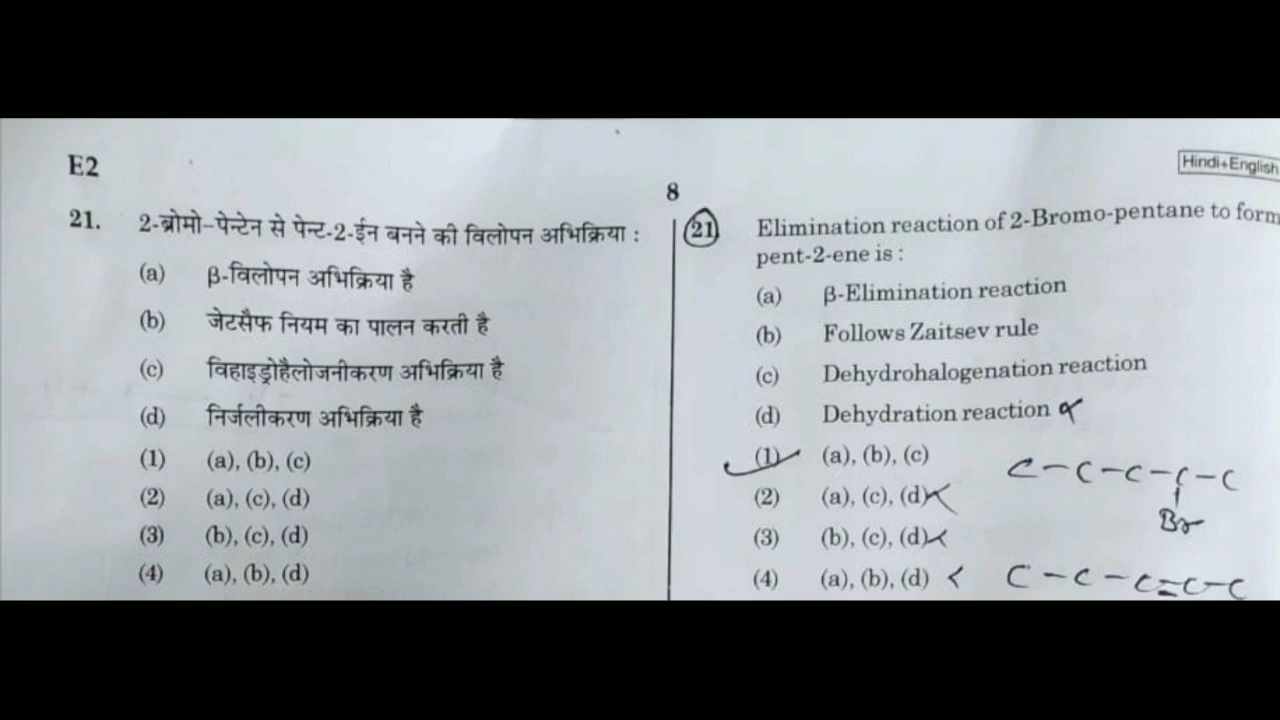 E2
8
Hindi+English
21. 2-ब्रोमो-पेन्टेन से पेन्ट-2-ईन बनने की विलोपन अभिक्रिया :
(a) β-विलोपन अभिक्रिया है
(b) जेटसैफ नियम का पालन करती है
(c) विहाइड्रोहैलोजनीकरण अभिक्रिया है
(d) निर्जलीकरण अभिक्रिया है
(1) (a), (b), (c)
(2) (a), (c), (d)
(3) (b), (c), (d)
(4) (a), (b), (d)
21 Elimination reaction of 2-Bromo-pentane to form
pent-2-ene is :
(a) β-Elimination reaction
(b) Follows Zaitsev rule
(c) Dehydrohalogenation reaction
(d) Dehydration reaction
(1) (a), (b), (c)
(2) (a), (c), (d)
(3) (b), (c), (d)
(4) (a), (b), (d)
C-C-C-C-C
Br
C-C-C=C-C